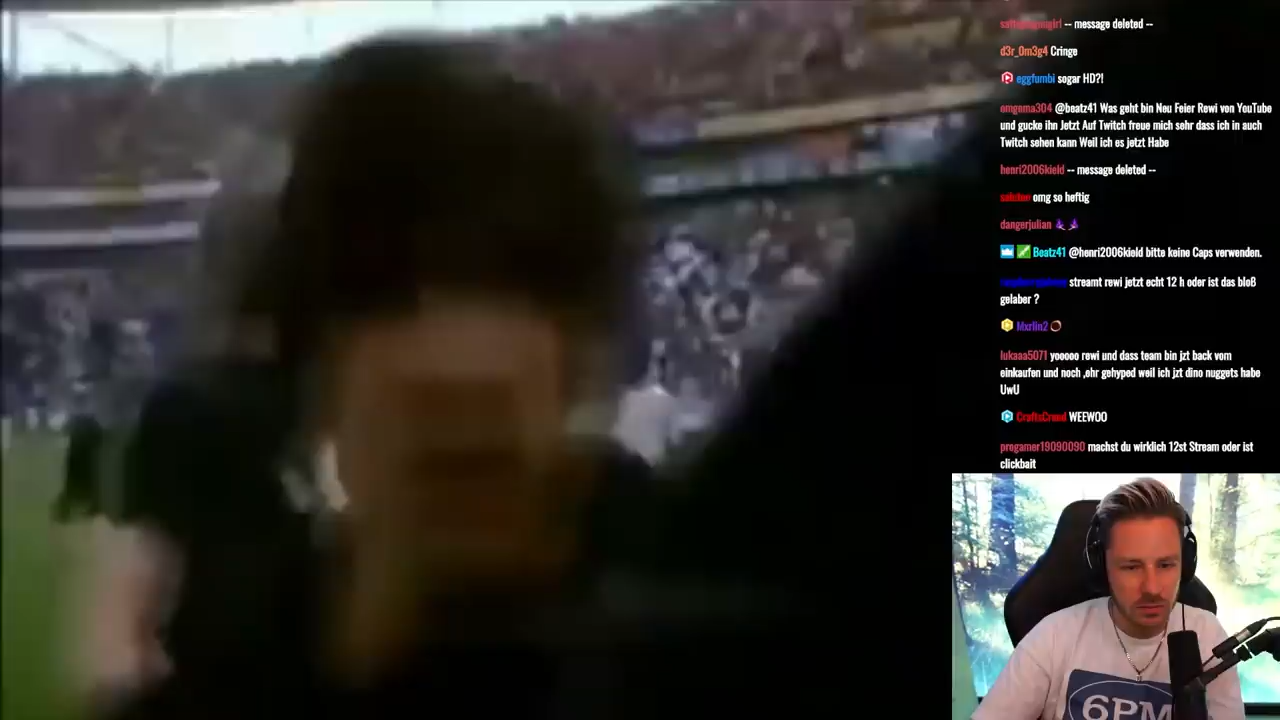 -- message deleted --
d3r_0m3g4 Cringe
eggfumbi sogar HD?!
omgema304 @beatz41 Was geht bin Neu Feier Rewi von YouTube
und gucke ihn Jetzt Auf Twitch freue mich sehr dass ich in auch
Twitch sehen kann Weil ich es jetzt Habe
henri2006kield -- message deleted --
omg so heftig
dangerjulian
Beatz41 @henri2006kield bitte keine Caps verwenden.
streamt rewi jetzt echt 12 h oder ist das bloß
gelaber ?
Mxrlin2
lukaaa5071 yooooo rewi und dass team bin jzt back vom
einkaufen und noch ,ehr gehyped weil ich jzt dino nuggets habe
UwU
CraftsCrand WEEWOO
progamer19090090 machst du wirklich 12st Stream oder ist
clickbait
6PM